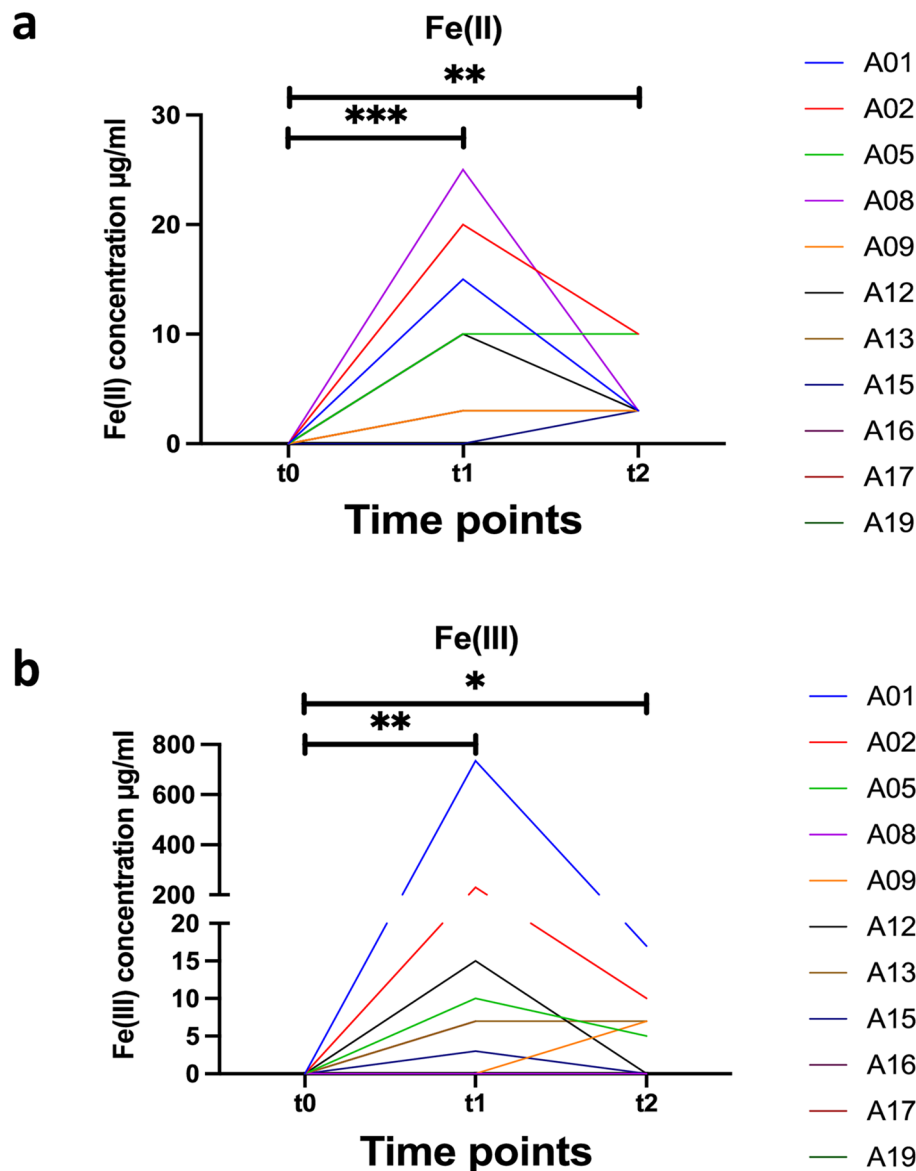 a
Fe(II)
**
***
Fe(II) concentration µg/ml
30
20
10
0
t0
t1
t2
Time points
A01
A02
A05
A08
A09
A12
A13
A15
A16
A17
A19
b
Fe(III)
*
**
Fe(III) concentration µg/ml
800
600
400
200
20
15
10
5
0
t0
t1
t2
Time points
A01
A02
A05
A08
A09
A12
A13
A15
A16
A17
A19